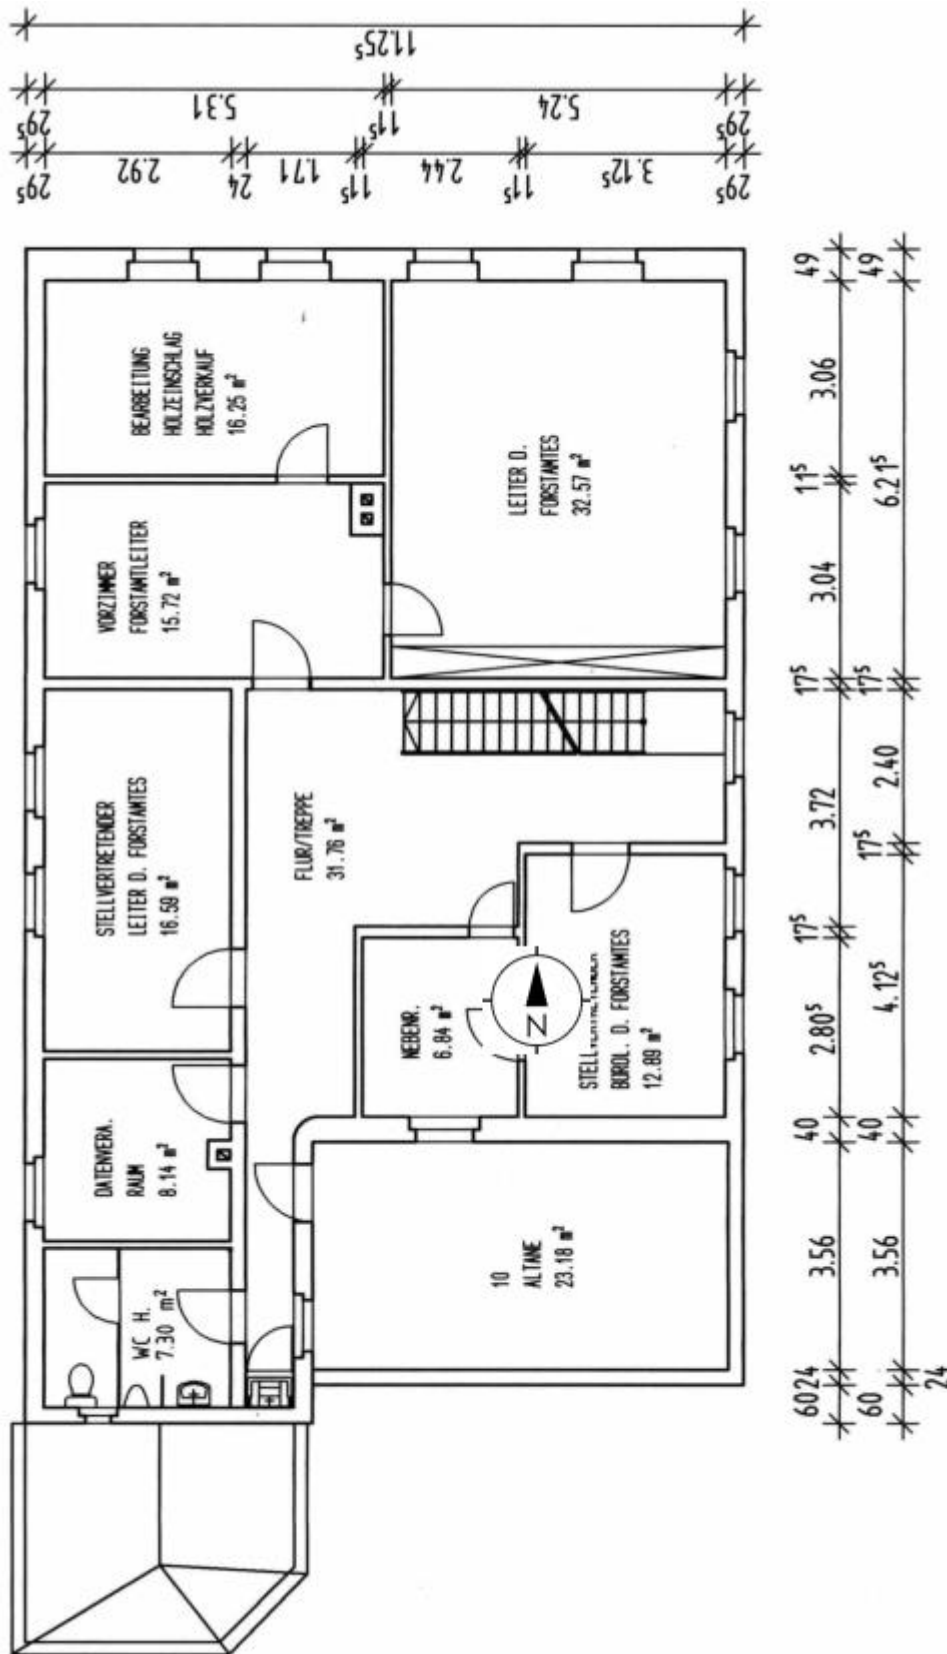 11.25⁵
29⁵
5.31
11⁵
5.24
29⁵
29⁵
2.92
24
1.71
11⁵
2.44
11⁵
3.12⁵
29⁵
BEARBEITUNG
HOLZEINSCHLAG
HOLZVERKAUF
16.25 m²
LEITER D.
FORSTAMTES
32.57 m²
VORZIMMER
FORSTAMTLEITER
15.72 m²
STELLVERTRETENDER
LEITER D. FORSTAMTES
16.59 m²
FLUR/TREPPE
31.76 m²
NEBENR.
6.84 m²
N
STELLVERTRETENDER
BÜROL. D. FORSTAMTES
12.89 m²
DATENVERA.
RAUM
8.14 m²
WC H.
7.30 m²
10
ALTANE
23.18 m²
49
3.06
11⁵
3.04
17⁵
3.72
17⁵
2.80⁵
40
3.56
24
60
49
6.21⁵
17⁵
2.40
17⁵
4.12⁵
40
3.56
24
60